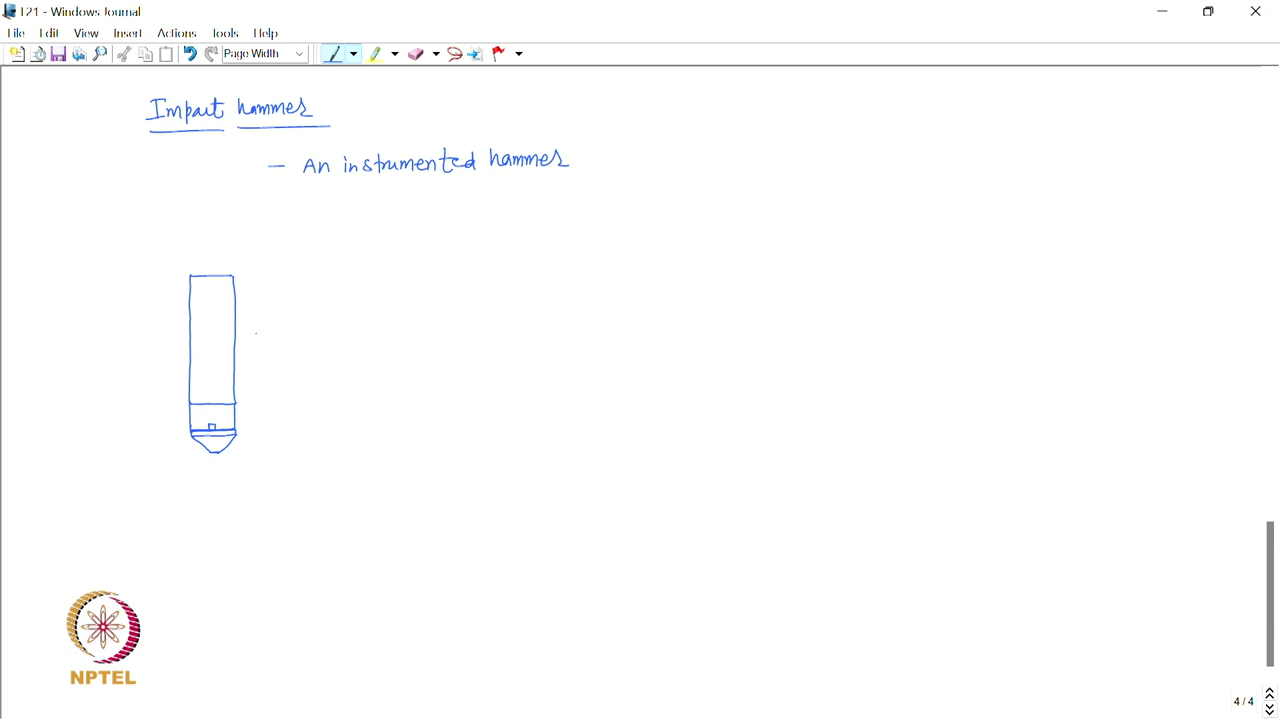 L21 - Windows Journal
File Edit View Insert Actions Tools Help
Page Width
Impact hammer
— An instrumented hammer
NPTEL
4 / 4